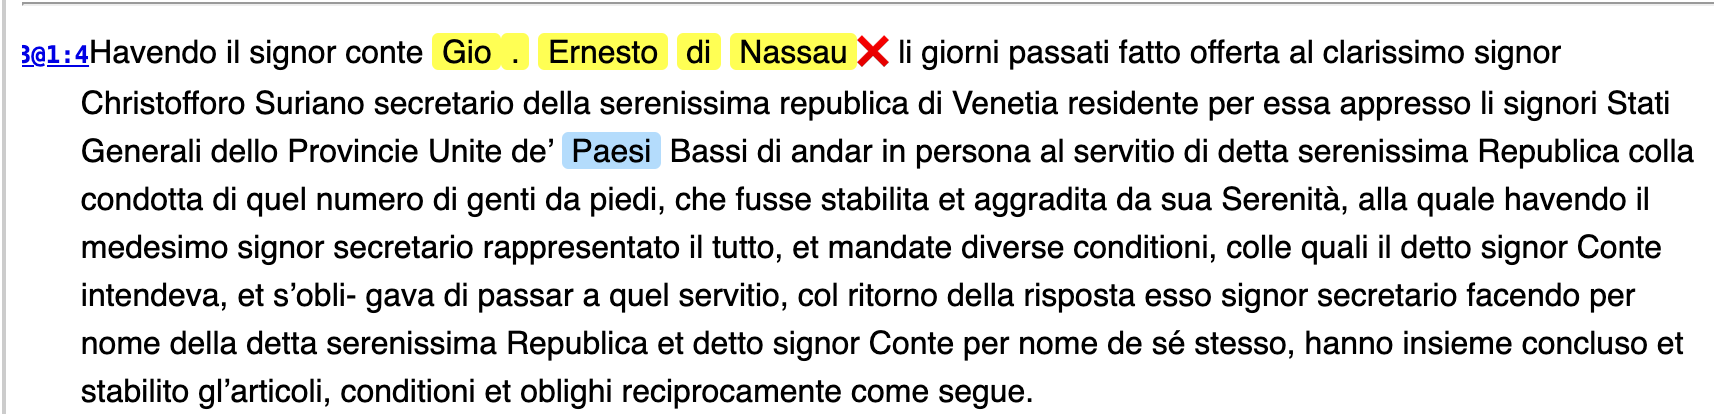 3@1:4Havendo il signor conte Gio . Ernesto di Nassau❌ li giorni passati fatto offerta al clarissimo signor
Christofforo Suriano secretario della serenissima republica di Venetia residente per essa appresso li signori Stati
Generali dello Provincie Unite de’ Paesi Bassi di andar in persona al servitio di detta serenissima Republica colla
condotta di quel numero di genti da piedi, che fusse stabilita et aggradita da sua Serenità, alla quale havendo il
medesimo signor secretario rappresentato il tutto, et mandate diverse conditioni, colle quali il detto signor Conte
intendeva, et s’obli- gava di passar a quel servitio, col ritorno della risposta esso signor secretario facendo per
nome della detta serenissima Republica et detto signor Conte per nome de sé stesso, hanno insieme concluso et
stabilito gl’articoli, conditioni et oblighi reciprocamente come segue.